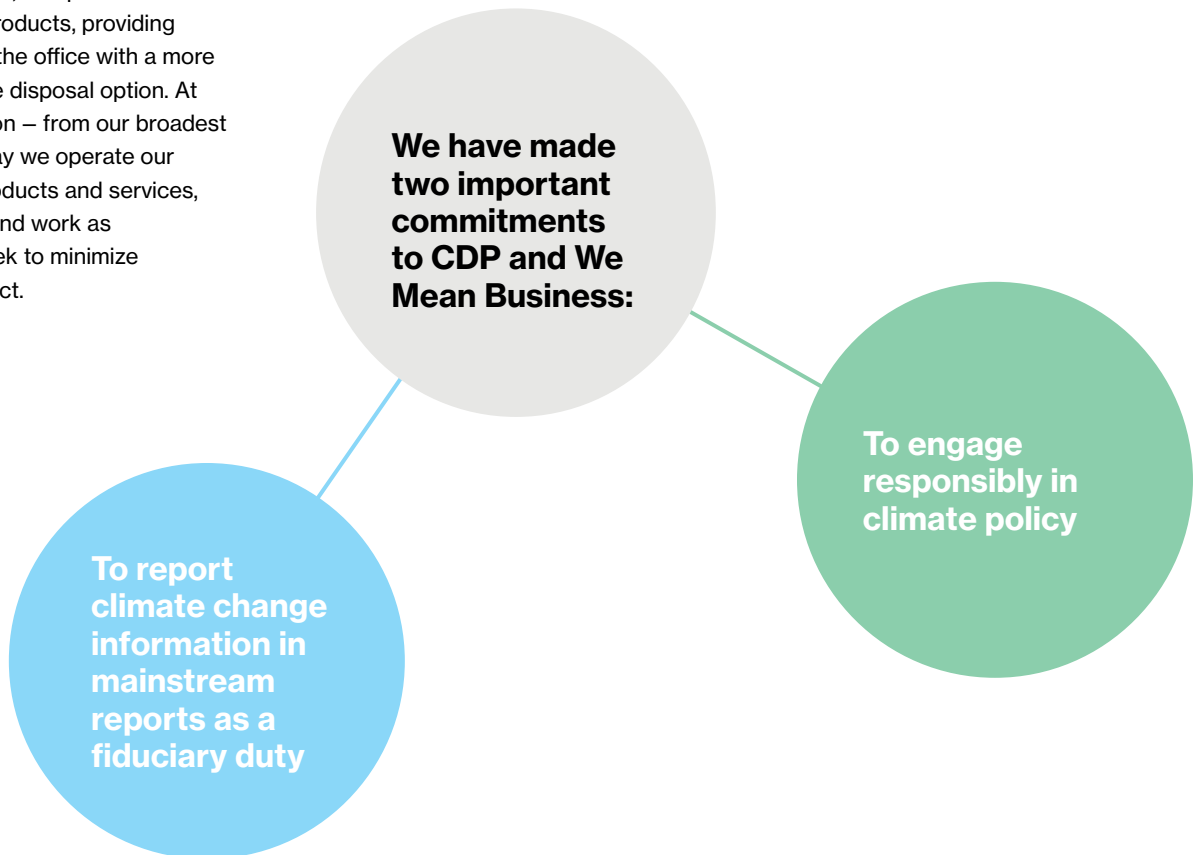 roducts, providing
the office with a more
e disposal option. At
on – from our broadest
ay we operate our
oducts and services,
nd work as
ek to minimize
ct.
We have made
two important
commitments
to CDP and We
Mean Business:
To engage
responsibly in
climate policy
To report
climate change
information in
mainstream
reports as a
fiduciary duty